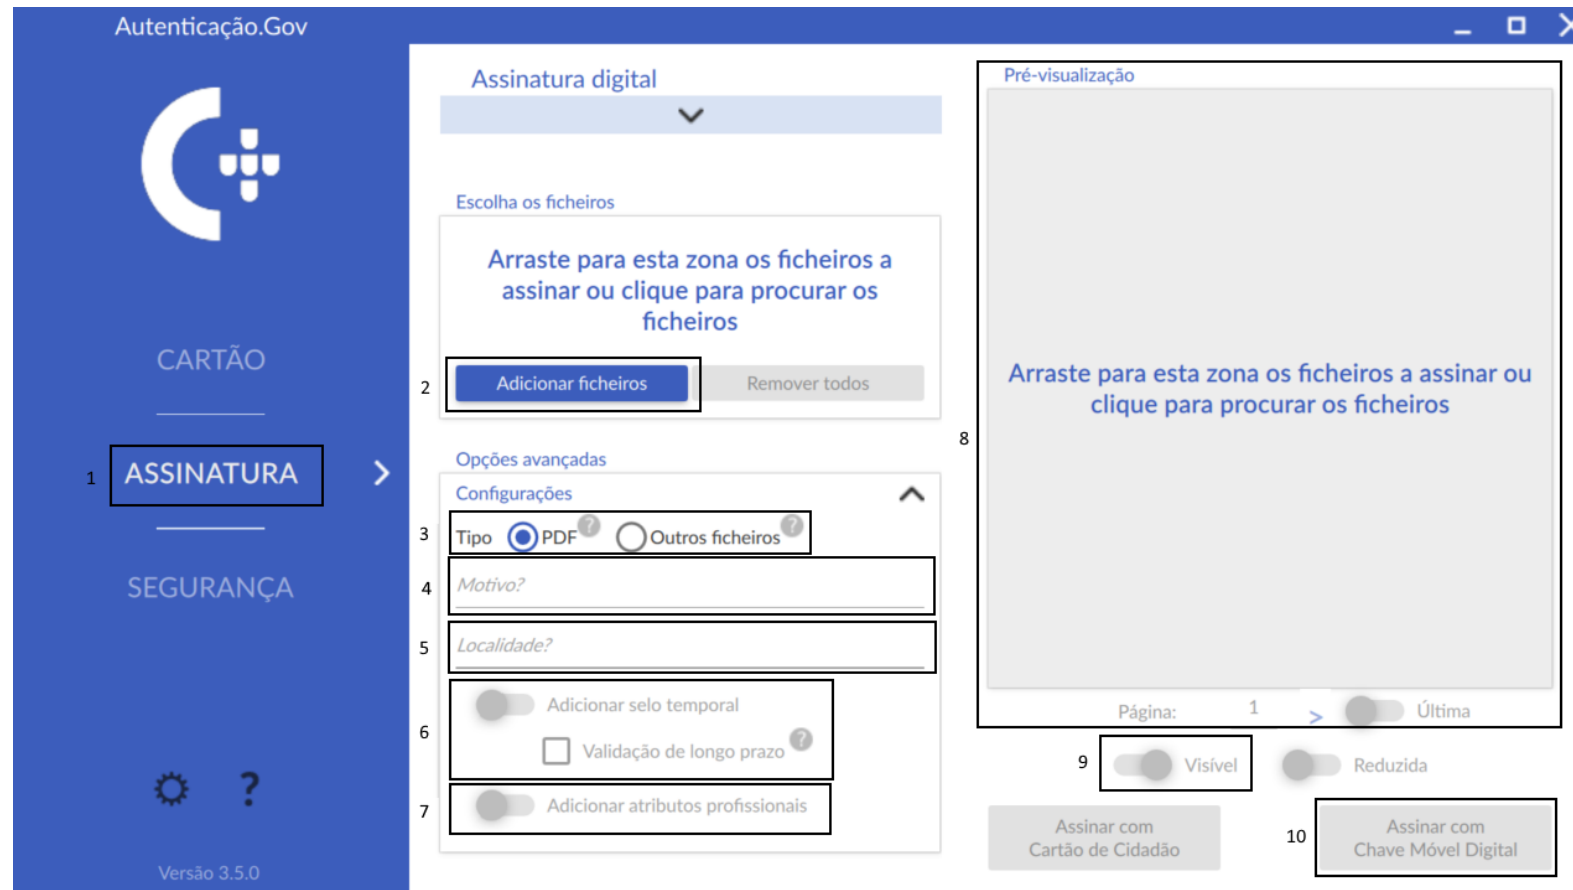 Autenticação.Gov
CARTÃO
1
ASSINATURA
SEGURANÇA
?
Versão 3.5.0
Assinatura digital
Escolha os ficheiros
Arraste para esta zona os ficheiros a
assinar ou clique para procurar os
ficheiros
2
Adicionar ficheiros
Remover todos
Opções avançadas
Configurações
3
Tipo PDF ? Outros ficheiros ?
4
Motivo?
5
Localidade?
6
Adicionar selo temporal
Validação de longo prazo ?
7
Adicionar atributos profissionais
8
Pré-visualização
Arraste para esta zona os ficheiros a assinar ou
clique para procurar os ficheiros
Página: 1 > Última
9
Visível
Reduzida
Assinar com
Cartão de Cidadão
10
Assinar com
Chave Móvel Digital